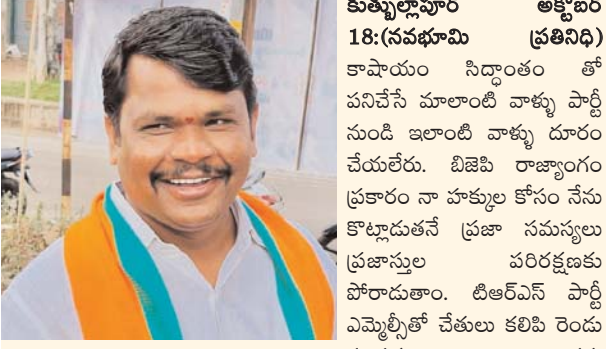 కుత్బుల్లాపూర్ అక్టోబర్
18:(నవభూమి ప్రతినిధి)
కాషాయం సిద్ధాంతం తో
పనిచేసే మాలాంటి వాళ్ళు పార్టీ
నుండి ఇలాంటి వాళ్ళు దూరం
చేయలేరు. బిజెపి రాజ్యాంగం
ప్రకారం నా హక్కుల కోసం నేను
కొట్లాడుతనే ప్రజా సమస్యలు
ప్రజాస్తుల పరిరక్షణకు
పోరాడుతాం. టిఆర్ఎస్ పార్టీ
ఎమ్మెల్సీతో చేతులు కలిపి రెండు